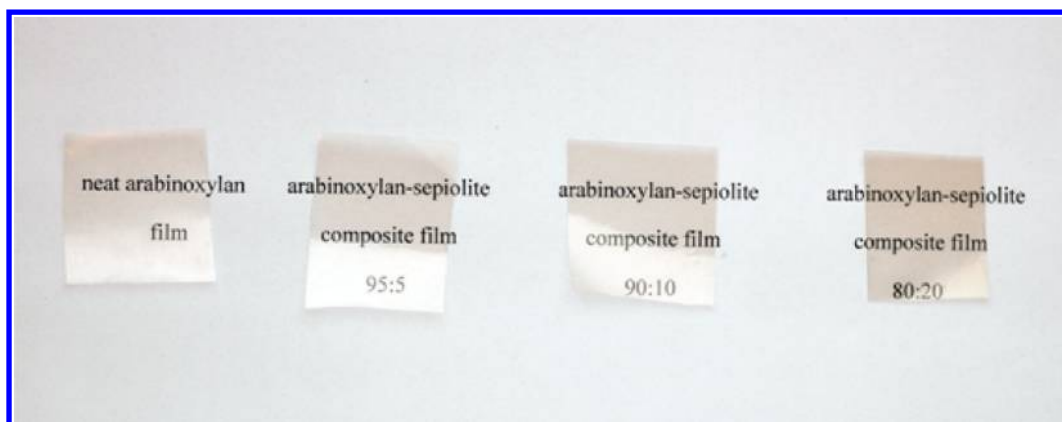 neat arabinoxylan
film
arabinoxylan-sepiolite
composite film
95:5
arabinoxylan-sepiolite
composite film
90:10
arabinoxylan-sepiolite
composite film
80:20